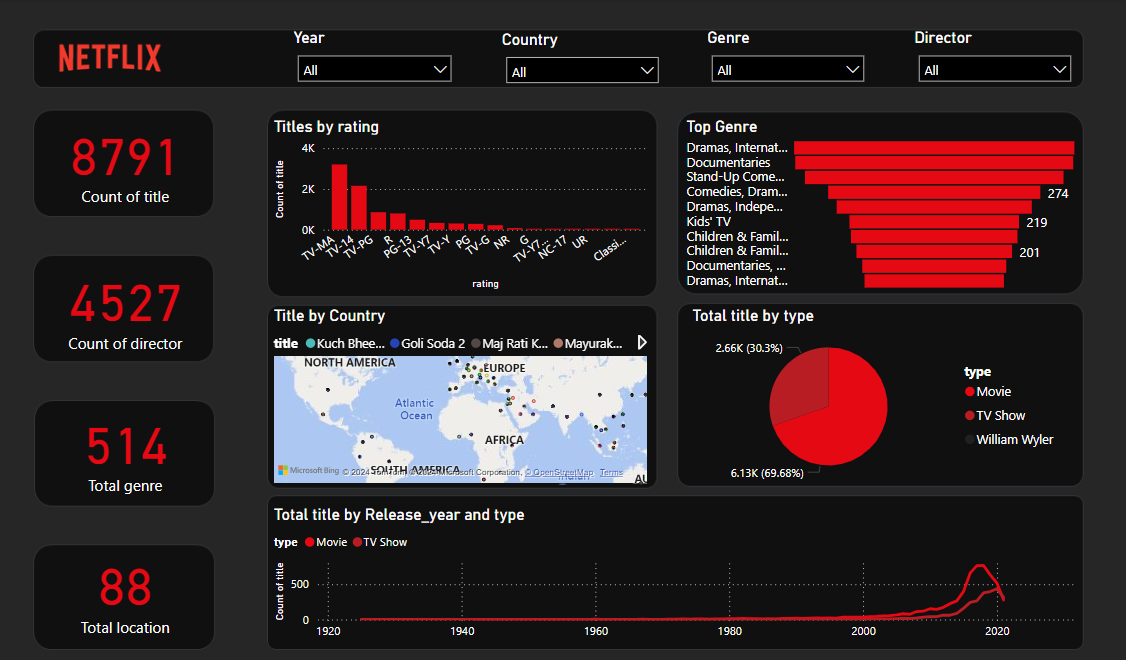 NETFLIX
Year
Country
Genre
Director
All
All
All
All
8791
Count of title
4527
Count of director
514
Total genre
88
Total location
Titles by rating
Count of title
4K
2K
0K
TV-MA
TV-14
TV-PG
R
PG-13
TV-Y7
TV-Y
PG
TV-G
NR
G
TV-Y7...
NC-17
UR
Classi...
rating
Top Genre
Dramas, Internat...
Documentaries
Stand-Up Come...
Comedies, Dram...
274
Dramas, Indepe...
Kids' TV
219
Children & Famil...
Children & Famil...
201
Documentaries, ...
Dramas, Internat...
Title by Country
title Kuch Bhee... Goli Soda 2 Maj Rati K... Mayurak...
NORTH AMERICA
EUROPE
Atlantic
Ocean
AFRICA
SOUTH AMERICA
AU
Indian
Microsoft Bing
© 2024 TomTom, © 2024 Microsoft Corporation, © OpenStreetMap Terms
Total title by type
2.66K (30.3%)
6.13K (69.68%)
type
Movie
TV Show
William Wyler
Total title by Release_year and type
type Movie TV Show
Count of title
500
0
1920
1940
1960
1980
2000
2020